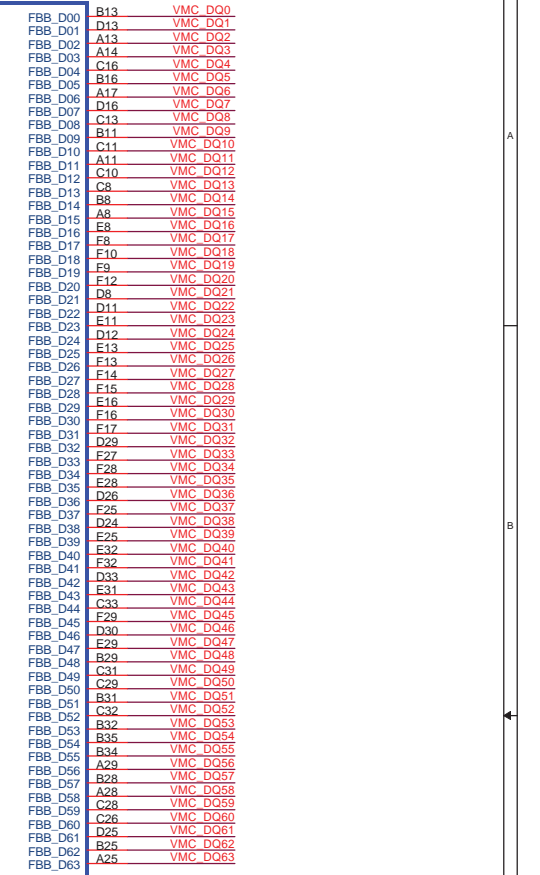 FBB_D00 B13 VMC_DQ0
FBB_D01 D13 VMC_DQ1
FBB_D02 A13 VMC_DQ2
FBB_D03 A14 VMC_DQ3
FBB_D04 C16 VMC_DQ4
FBB_D05 B16 VMC_DQ5
FBB_D06 A17 VMC_DQ6
FBB_D07 D16 VMC_DQ7
FBB_D08 C13 VMC_DQ8
FBB_D09 B11 VMC_DQ9
FBB_D10 C11 VMC_DQ10
FBB_D11 A11 VMC_DQ11
FBB_D12 C10 VMC_DQ12
FBB_D13 C8 VMC_DQ13
FBB_D14 B8 VMC_DQ14
FBB_D15 A8 VMC_DQ15
FBB_D16 E8 VMC_DQ16
FBB_D17 F8 VMC_DQ17
FBB_D18 F10 VMC_DQ18
FBB_D19 F9 VMC_DQ19
FBB_D20 F12 VMC_DQ20
FBB_D21 D8 VMC_DQ21
FBB_D22 D11 VMC_DQ22
FBB_D23 E11 VMC_DQ23
FBB_D24 D12 VMC_DQ24
FBB_D25 E13 VMC_DQ25
FBB_D26 F13 VMC_DQ26
FBB_D27 F14 VMC_DQ27
FBB_D28 F15 VMC_DQ28
FBB_D29 E16 VMC_DQ29
FBB_D30 F16 VMC_DQ30
FBB_D31 F17 VMC_DQ31
FBB_D32 D29 VMC_DQ32
FBB_D33 F27 VMC_DQ33
FBB_D34 F28 VMC_DQ34
FBB_D35 E28 VMC_DQ35
FBB_D36 D26 VMC_DQ36
FBB_D37 F25 VMC_DQ37
FBB_D38 D24 VMC_DQ38
FBB_D39 E25 VMC_DQ39
FBB_D40 E32 VMC_DQ40
FBB_D41 F32 VMC_DQ41
FBB_D42 D33 VMC_DQ42
FBB_D43 E31 VMC_DQ43
FBB_D44 C33 VMC_DQ44
FBB_D45 F29 VMC_DQ45
FBB_D46 D30 VMC_DQ46
FBB_D47 E29 VMC_DQ47
FBB_D48 B29 VMC_DQ48
FBB_D49 C31 VMC_DQ49
FBB_D50 C29 VMC_DQ50
FBB_D51 B31 VMC_DQ51
FBB_D52 C32 VMC_DQ52
FBB_D53 B32 VMC_DQ53
FBB_D54 B35 VMC_DQ54
FBB_D55 B34 VMC_DQ55
FBB_D56 A29 VMC_DQ56
FBB_D57 B28 VMC_DQ57
FBB_D58 A28 VMC_DQ58
FBB_D59 C28 VMC_DQ59
FBB_D60 C26 VMC_DQ60
FBB_D61 D25 VMC_DQ61
FBB_D62 B25 VMC_DQ62
FBB_D63 A25 VMC_DQ63
A
B